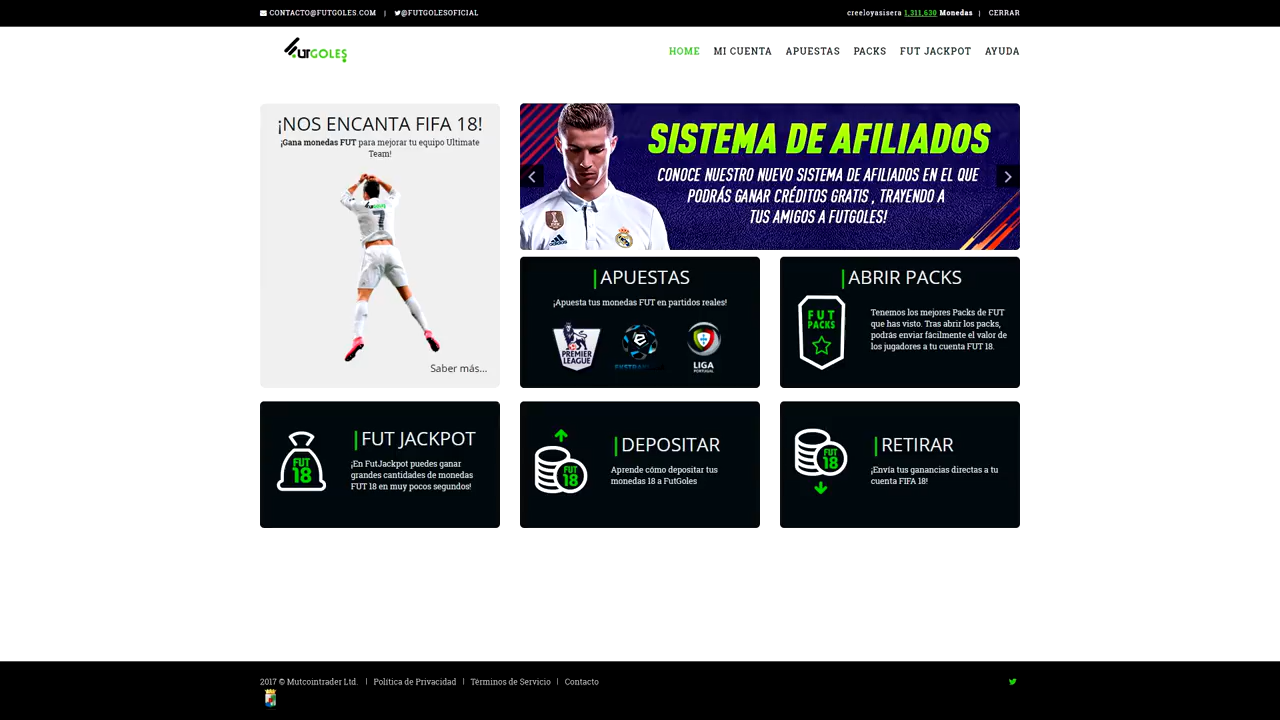 CONTACTO@FUTGOLES.COM | @FUTGOLESOFICIAL
creeloyasisera 1,311,630 Monedas | CERRAR
FUTGOLES
HOME MI CUENTA APUESTAS PACKS FUT JACKPOT AYUDA
¡NOS ENCANTA FIFA 18!
¡Gana monedas FUT para mejorar tu equipo Ultimate
Team!
7
Saber más...
SISTEMA DE AFILIADOS
CONOCE NUESTRO NUEVO SISTEMA DE AFILIADOS EN EL QUE
PODRÁS GANAR CRÉDITOS GRATIS , TRAYENDO A
TUS AMIGOS A FUTGOLES!
|APUESTAS
¡Apuesta tus monedas FUT en partidos reales!
PREMIER
LEAGUE
LIGA
PORTUGAL
|ABRIR PACKS
FUT
PACKS
Tenemos los mejores Packs de FUT
que has visto. Tras abrir los packs,
podrás enviar fácilmente el valor de
los jugadores a tu cuenta FUT 18.
|FUT JACKPOT
FUT
18
¡En FutJackpot puedes ganar
grandes cantidades de monedas
FUT 18 en muy pocos segundos!
|DEPOSITAR
FUT
18
Aprende cómo depositar tus
monedas 18 a FutGoles
|RETIRAR
FUT
18
¡Envía tus ganancias directas a tu
cuenta FIFA 18!
2017 © Mutcointrader Ltd. | Política de Privacidad | Términos de Servicio | Contacto